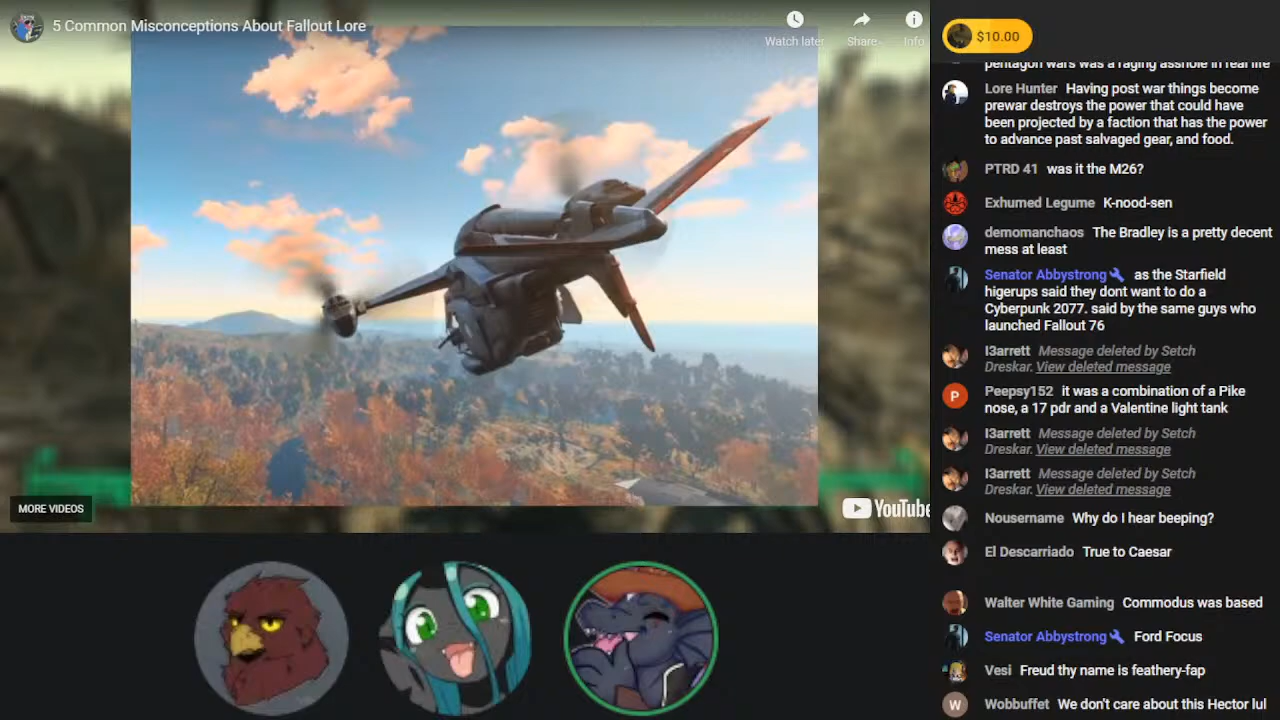 5 Common Misconceptions About Fallout Lore
Watch later
Share
Info
MORE VIDEOS
YouTube
$10.00
pentagon wars was a raging asshole in real life
Lore Hunter Having post war things become
prewar destroys the power that could have
been projected by a faction that has the power
to advance past salvaged gear, and food.
PTRD 41 was it the M26?
Exhumed Legume K-nood-sen
demomanchaos The Bradley is a pretty decent
mess at least
Senator Abbystrong as the Starfield
higerups said they dont want to do a
Cyberpunk 2077. said by the same guys who
launched Fallout 76
I3arrett Message deleted by Setch
Dreskar. View deleted message
Peepsy152 it was a combination of a Pike
nose, a 17 pdr and a Valentine light tank
I3arrett Message deleted by Setch
Dreskar. View deleted message
I3arrett Message deleted by Setch
Dreskar. View deleted message
Nousername Why do I hear beeping?
El Descarriado True to Caesar
Walter White Gaming Commodus was based
Senator Abbystrong Ford Focus
Vesi Freud thy name is feathery-fap
W
Wobbuffet We don't care about this Hector lul
P